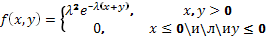 f(x,y) = {λ²e^{-λ(x+y)}, x,y > 0
0, x ≤ 0\и\л\иy ≤ 0